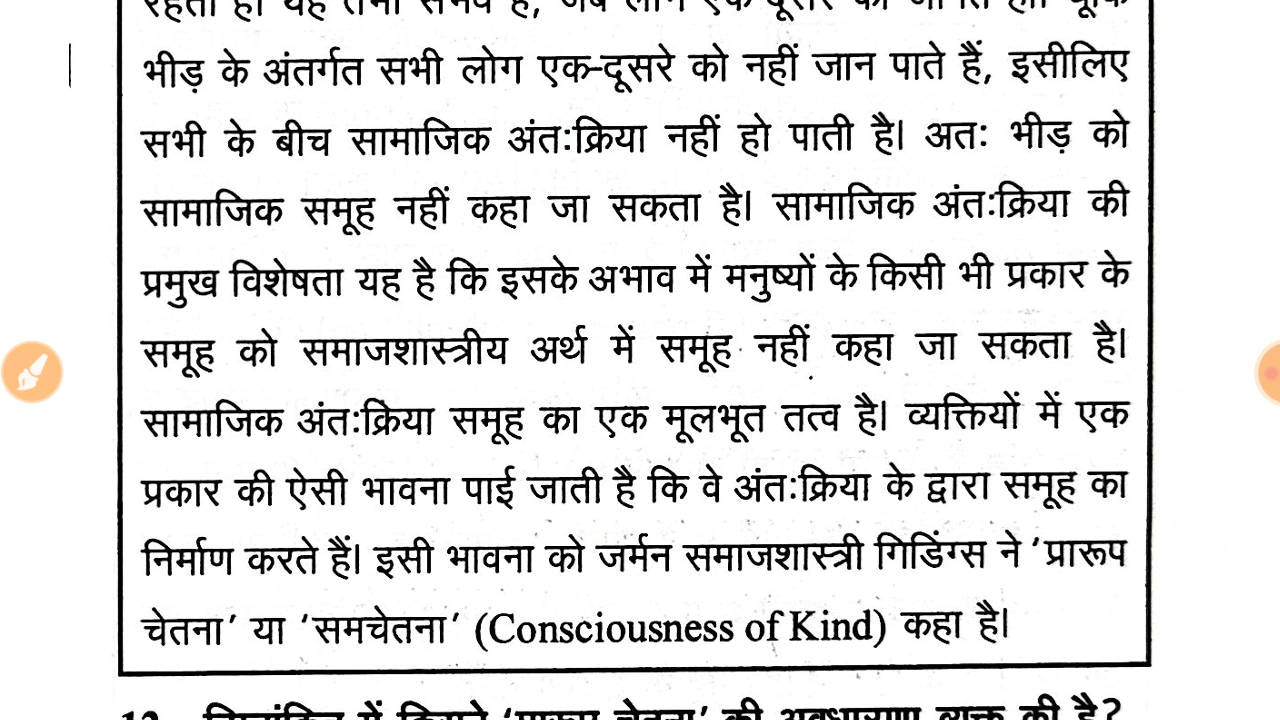 भीड़ के अंतर्गत सभी लोग एक-दूसरे को नहीं जान पाते हैं, इसीलिए
सभी के बीच सामाजिक अंतःक्रिया नहीं हो पाती है। अतः भीड़ को
सामाजिक समूह नहीं कहा जा सकता है। सामाजिक अंतःक्रिया की
प्रमुख विशेषता यह है कि इसके अभाव में मनुष्यों के किसी भी प्रकार के
समूह को समाजशास्त्रीय अर्थ में समूह नहीं कहा जा सकता है।
सामाजिक अंतःक्रिया समूह का एक मूलभूत तत्व है। व्यक्तियों में एक
प्रकार की ऐसी भावना पाई जाती है कि वे अंतःक्रिया के द्वारा समूह का
निर्माण करते हैं। इसी भावना को जर्मन समाजशास्त्री गिडिंग्स ने ’प्रारूप
चेतना’ या ’समचेतना’ (Consciousness of Kind) कहा है।